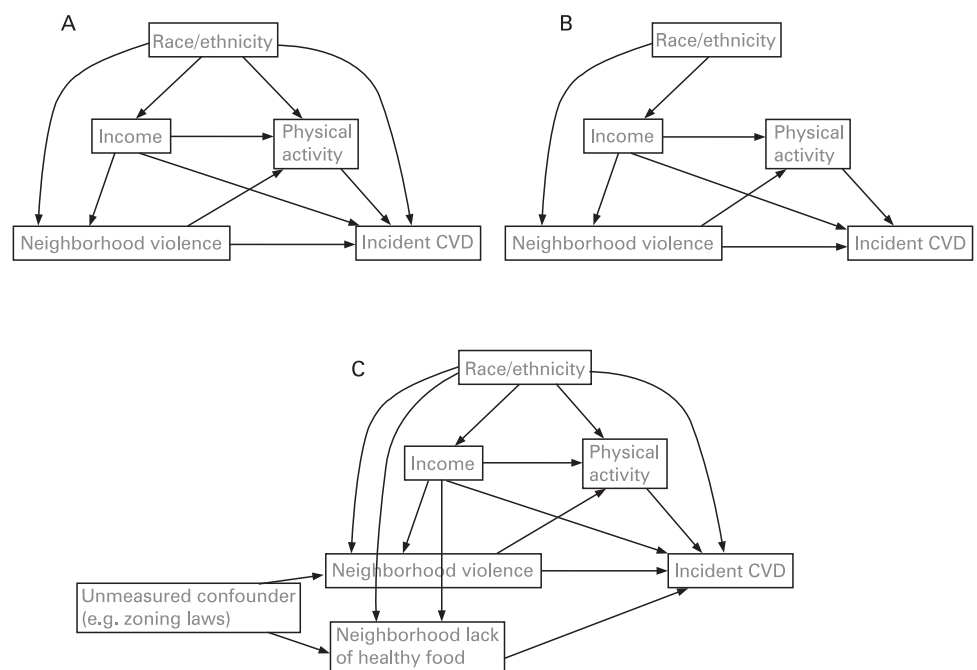 A
Race/ethnicity
Income
Physical
activity
Neighborhood violence
Incident CVD
B
Race/ethnicity
Income
Physical
activity
Neighborhood violence
Incident CVD
C
Race/ethnicity
Income
Physical
activity
Neighborhood violence
Incident CVD
Unmeasured confounder
(e.g. zoning laws)
Neighborhood lack
of healthy food